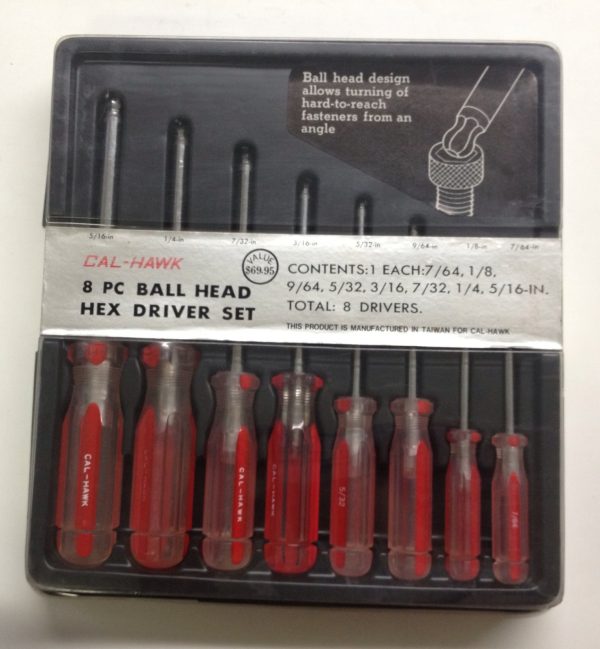 Ball head design
allows turning of
hard-to-reach
fasteners from an
angle
5/16-in 1/4-in 7/32-in 3/16-in 5/32-in 9/64-in 1/8-in 7/64-in
CAL-HAWK
8 PC BALL HEAD
HEX DRIVER SET
VALUE
$69.95
CONTENTS:1 EACH:7/64, 1/8,
9/64, 5/32, 3/16, 7/32, 1/4, 5/16-IN.
TOTAL: 8 DRIVERS.
THIS PRODUCT IS MANUFACTURED IN TAIWAN FOR CAL-HAWK
CAL-HAWK
CAL-HAWK
CAL-HAWK
5/32
7/64